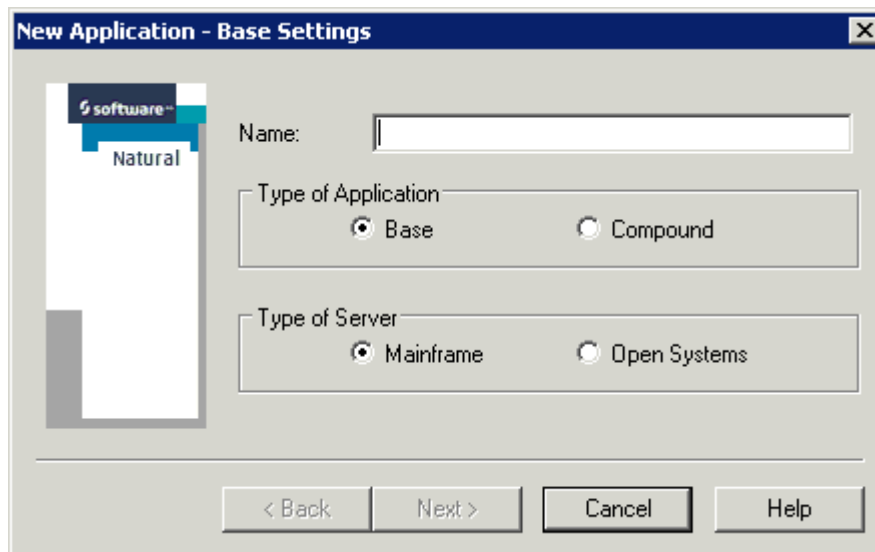 New Application - Base Settings
software
Natural
Name:
Type of Application
Base Compound
Type of Server
Mainframe Open Systems
< Back Next > Cancel Help